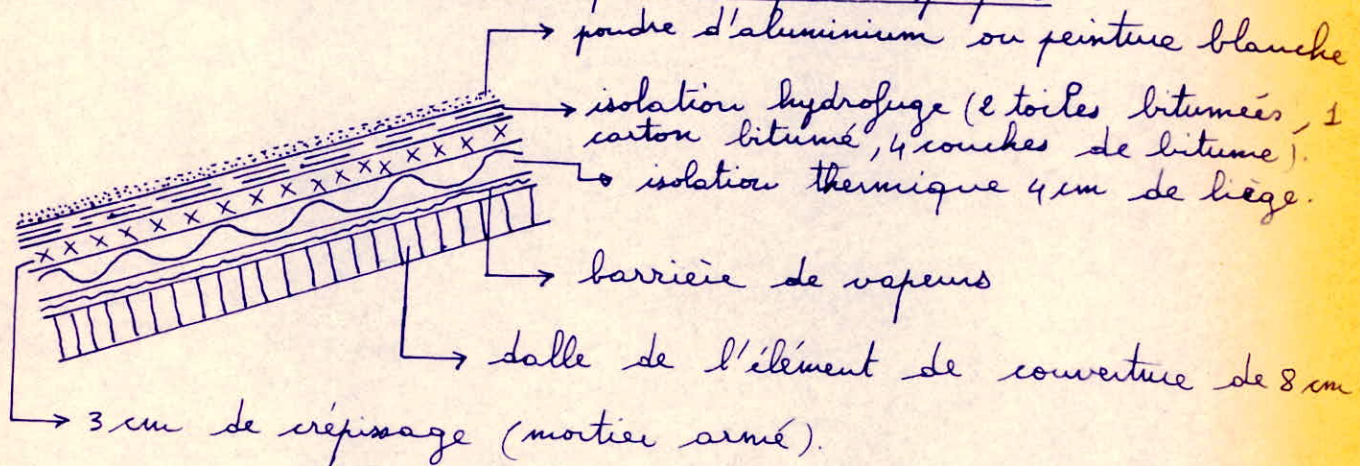 poudre d'aluminium ou peinture blanche
isolation hydrofuge (2 toiles bitumées, 1
carton bitumé, 4 couches de bitume).
isolation thermique 4 cm de liège.
barrière de vapeurs
dalle de l'élément de couverture de 8 cm
3 cm de crépissage (mortier armé).